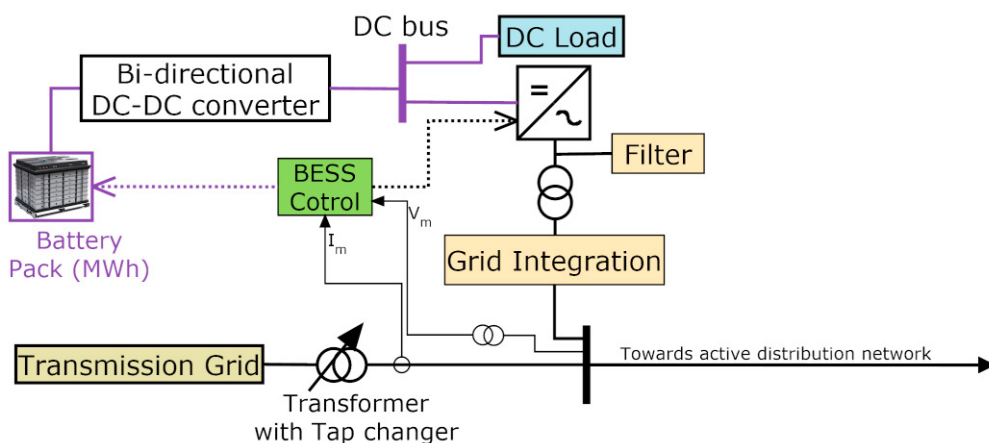 DC bus
DC Load
Bi-directional
DC-DC converter
=
~
Filter
BESS
Cotrol
Vm
Im
Battery
Pack (MWh)
Grid Integration
Transmission Grid
Towards active distribution network
Transformer
with Tap changer